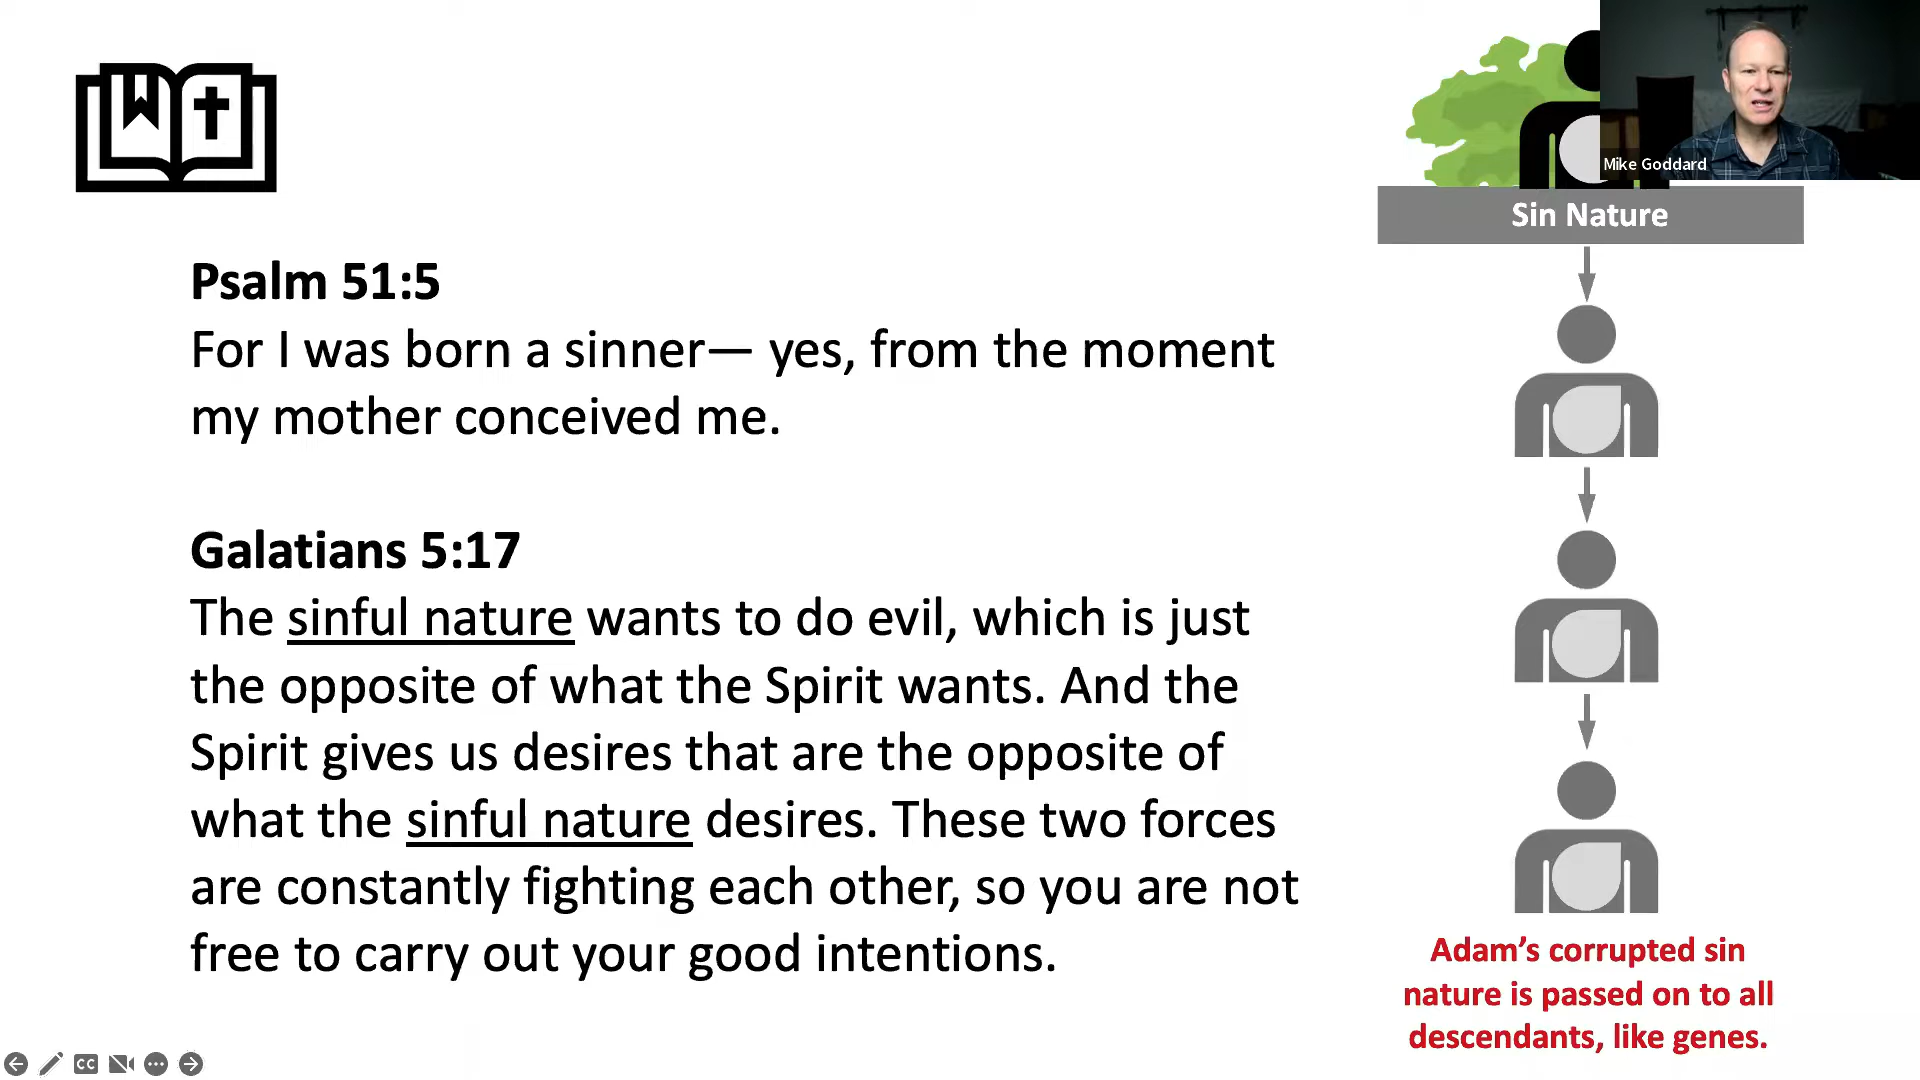 Mike Goddard
Sin Nature
Psalm 51:5
For I was born a sinner— yes, from the moment
my mother conceived me.
Galatians 5:17
The sinful nature wants to do evil, which is just
the opposite of what the Spirit wants. And the
Spirit gives us desires that are the opposite of
what the sinful nature desires. These two forces
are constantly fighting each other, so you are not
free to carry out your good intentions.
Adam’s corrupted sin
nature is passed on to all
descendants, like genes.
CC